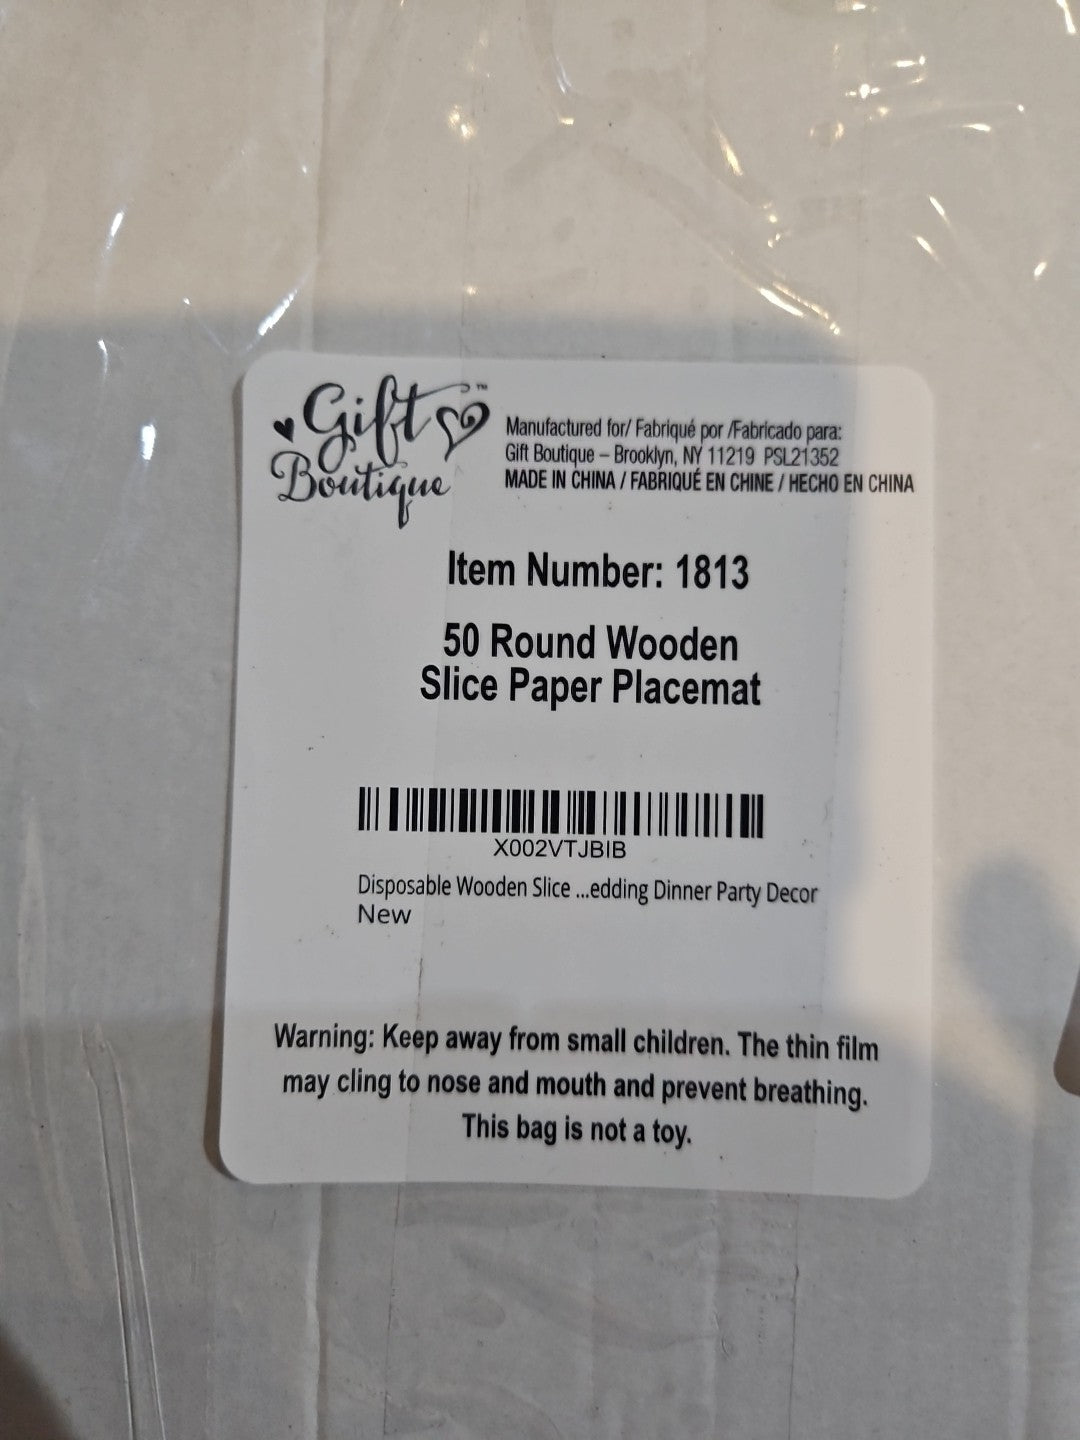 Gift
Boutique
™
Manufactured for/ Fabriqué por /Fabricado para:
Gift Boutique – Brooklyn, NY 11219 PSL21352
MADE IN CHINA / FABRIQUÉ EN CHINE / HECHO EN CHINA
Item Number: 1813
50 Round Wooden
Slice Paper Placemat
X002VTJBIB
Disposable Wooden Slice ...edding Dinner Party Decor
New
Warning: Keep away from small children. The thin film
may cling to nose and mouth and prevent breathing.
This bag is not a toy.